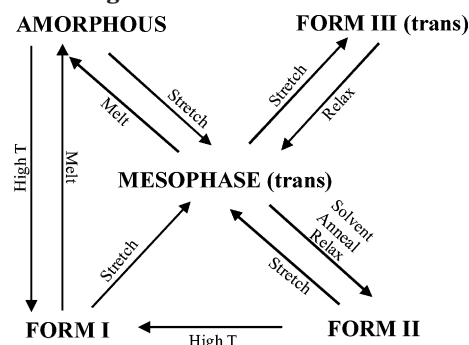 AMORPHOUS
FORM III (trans)
Stretch
Melt
Stretch
Relax
High T
Melt
MESOPHASE (trans)
Stretch
Solvent
Anneal
Relax
Stretch
FORM I
High T
FORM II